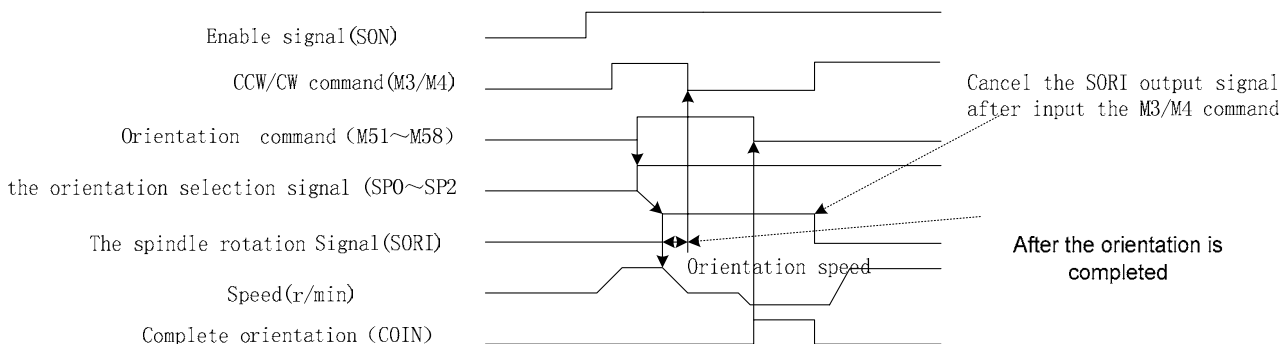 Enable signal(SON)
CCW/CW command(M3/M4)
Cancel the SORI output signal
after input the M3/M4 command
Orientation command (M51～M58)
the orientation selection signal (SP0～SP2
The spindle rotation Signal(SORI)
After the orientation is
completed
Orientation speed
Speed(r/min)
Complete orientation (COIN)